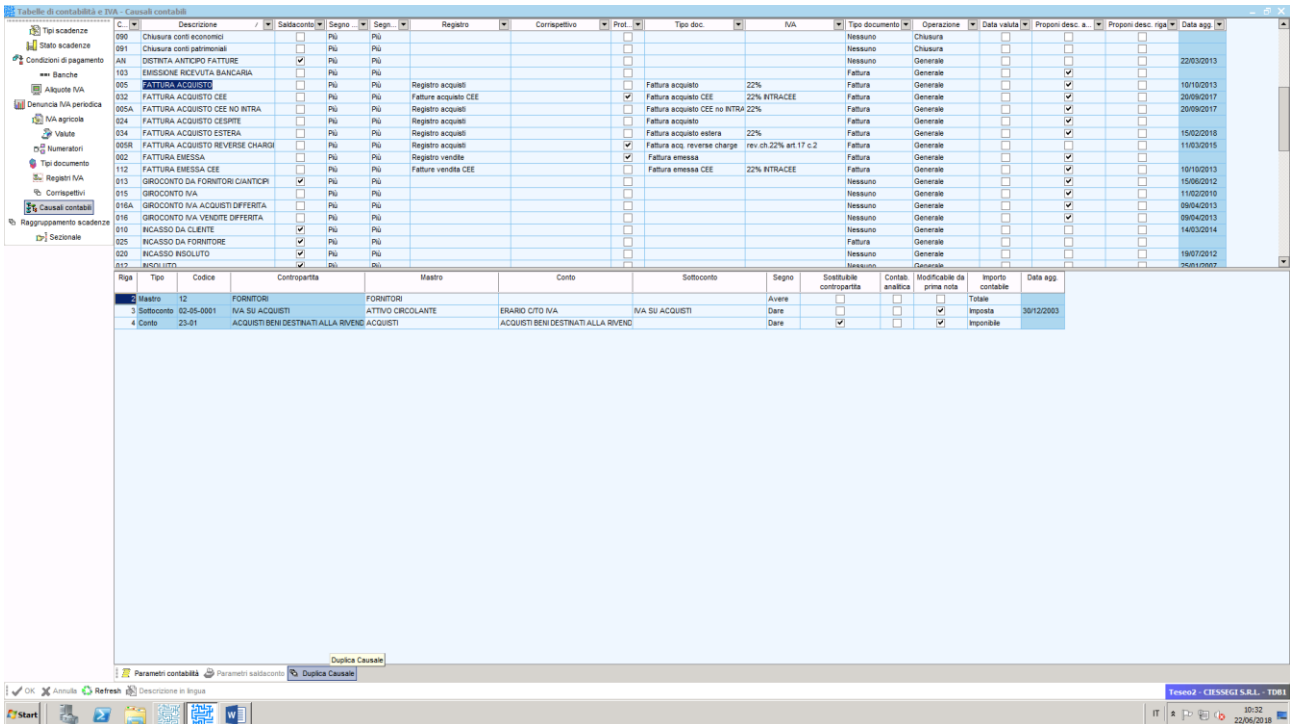 Tabelle di contabilità e IVA - Causali contabili
Tipi scadenze
Stato scadenze
Condizioni di pagamento
Banche
Aliquote IVA
Denuncia IVA periodica
IVA agricola
Valute
Numeratori
Tipi documento
Registri IVA
Corrispettivi
Causali contabili
Raggruppamento scadenze
Sezionale
C... Descrizione Saldaconto Segno ... Segn... Registro Corrispettivo Prot... Tipo doc. IVA Tipo documento Operazione Data valuta Proponi desc. a... Proponi desc. riga Data agg.
090 Chiusura conti economici Più Più Nessuno Chiusura
091 Chiusura conti patrimoniali Più Più Nessuno Chiusura
AN DISTINTA ANTICIPO FATTURE Più Più Nessuno Generale 22/03/2013
103 EMISSIONE RICEVUTA BANCARIA Più Più Fattura Generale
005 FATTURA ACQUISTO Più Più Registro acquisti Fattura acquisto 22% Fattura Generale 10/10/2013
032 FATTURA ACQUISTO CEE Più Più Fatture acquisto CEE Fattura acquisto CEE 22% INTRACEE Fattura Generale 20/09/2017
005A FATTURA ACQUISTO CEE NO INTRA Più Più Registro acquisti Fattura acquisto CEE no INTRA 22% Fattura Generale 20/09/2017
024 FATTURA ACQUISTO CESPITE Più Più Registro acquisti Fattura acquisto Fattura Generale
034 FATTURA ACQUISTO ESTERA Più Più Registro acquisti Fattura acquisto estera 22% Fattura Generale 15/02/2018
005R FATTURA ACQUISTO REVERSE CHARGE Più Più Registro acquisti Fattura acq. reverse charge rev.ch.22% art.17 c.2 Fattura Generale 11/03/2015
002 FATTURA EMESSA Più Più Registro vendite Fattura emessa Fattura Generale
112 FATTURA EMESSA CEE Più Più Fatture vendita CEE Fattura emessa CEE 22% INTRACEE Fattura Generale 10/10/2013
013 GIROCONTO DA FORNITORI C/ANTICIPI Più Più Nessuno Generale 15/06/2012
015 GIROCONTO IVA Più Più Nessuno Generale 11/02/2010
016A GIROCONTO IVA ACQUISTI DIFFERITA Più Più Nessuno Generale 09/04/2013
016 GIROCONTO IVA VENDITE DIFFERITA Più Più Nessuno Generale 09/04/2013
010 INCASSO DA CLIENTE Più Più Nessuno Generale 14/03/2014
025 INCASSO DA FORNITORE Più Più Fattura Generale
020 INCASSO INSOLUTO Più Più Nessuno Generale 19/07/2012
012 INSOLUTO Più Più Nessuno Generale 25/01/2007
Riga Tipo Codice Contropartita Mastro Conto Sottoconto Segno Sostituibile contropartita Contab. analitica Modificabile da prima nota Importo contabile Data agg.
2 Mastro 12 FORNITORI FORNITORI Avere Totale
3 Sottoconto 02-05-0001 IVA SU ACQUISTI ATTIVO CIRCOLANTE ERARIO C/TO IVA IVA SU ACQUISTI Dare Imposta 30/12/2003
4 Conto 23-01 ACQUISTI BENI DESTINATI ALLA RIVEND ACQUISTI ACQUISTI BENI DESTINATI ALLA RIVEND Dare Imponibile
Duplica Causale
Parametri contabilità Parametri saldaconto Duplica Causale
OK Annulla Refresh Descrizione in lingua
Teseo2 - CIESSEGI S.R.L. - TDB1
Start IT 10:32
22/06/2018